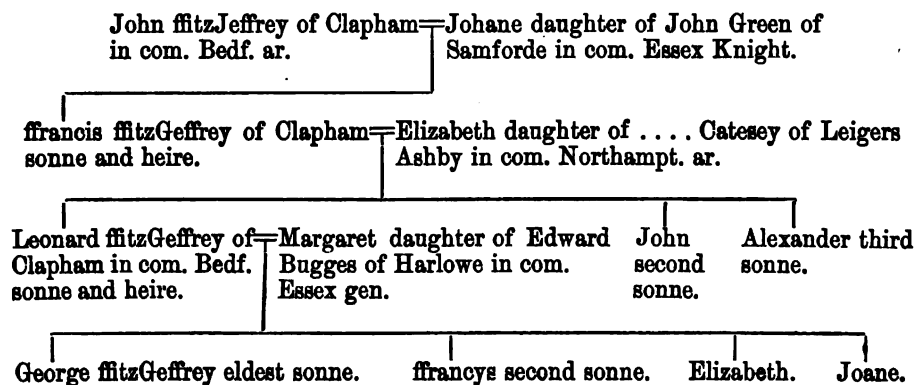 John ffitzJeffrey of Clapham
in com. Bedf. ar.
Johane daughter of John Green of
Samforde in com. Essex Knight.
ffrancis ffitzGeffrey of Clapham
sonne and heire.
Elizabeth daughter of .... Catesey of Leigers
Ashby in com. Northampt. ar.
Leonard ffitzGeffrey of
Clapham in com. Bedf.
sonne and heire.
Margaret daughter of Edward
Bugges of Harlowe in com.
Essex gen.
John
second
sonne.
Alexander third
sonne.
George ffitzGeffrey eldest sonne.
ffrancys second sonne.
Elizabeth.
Joane.